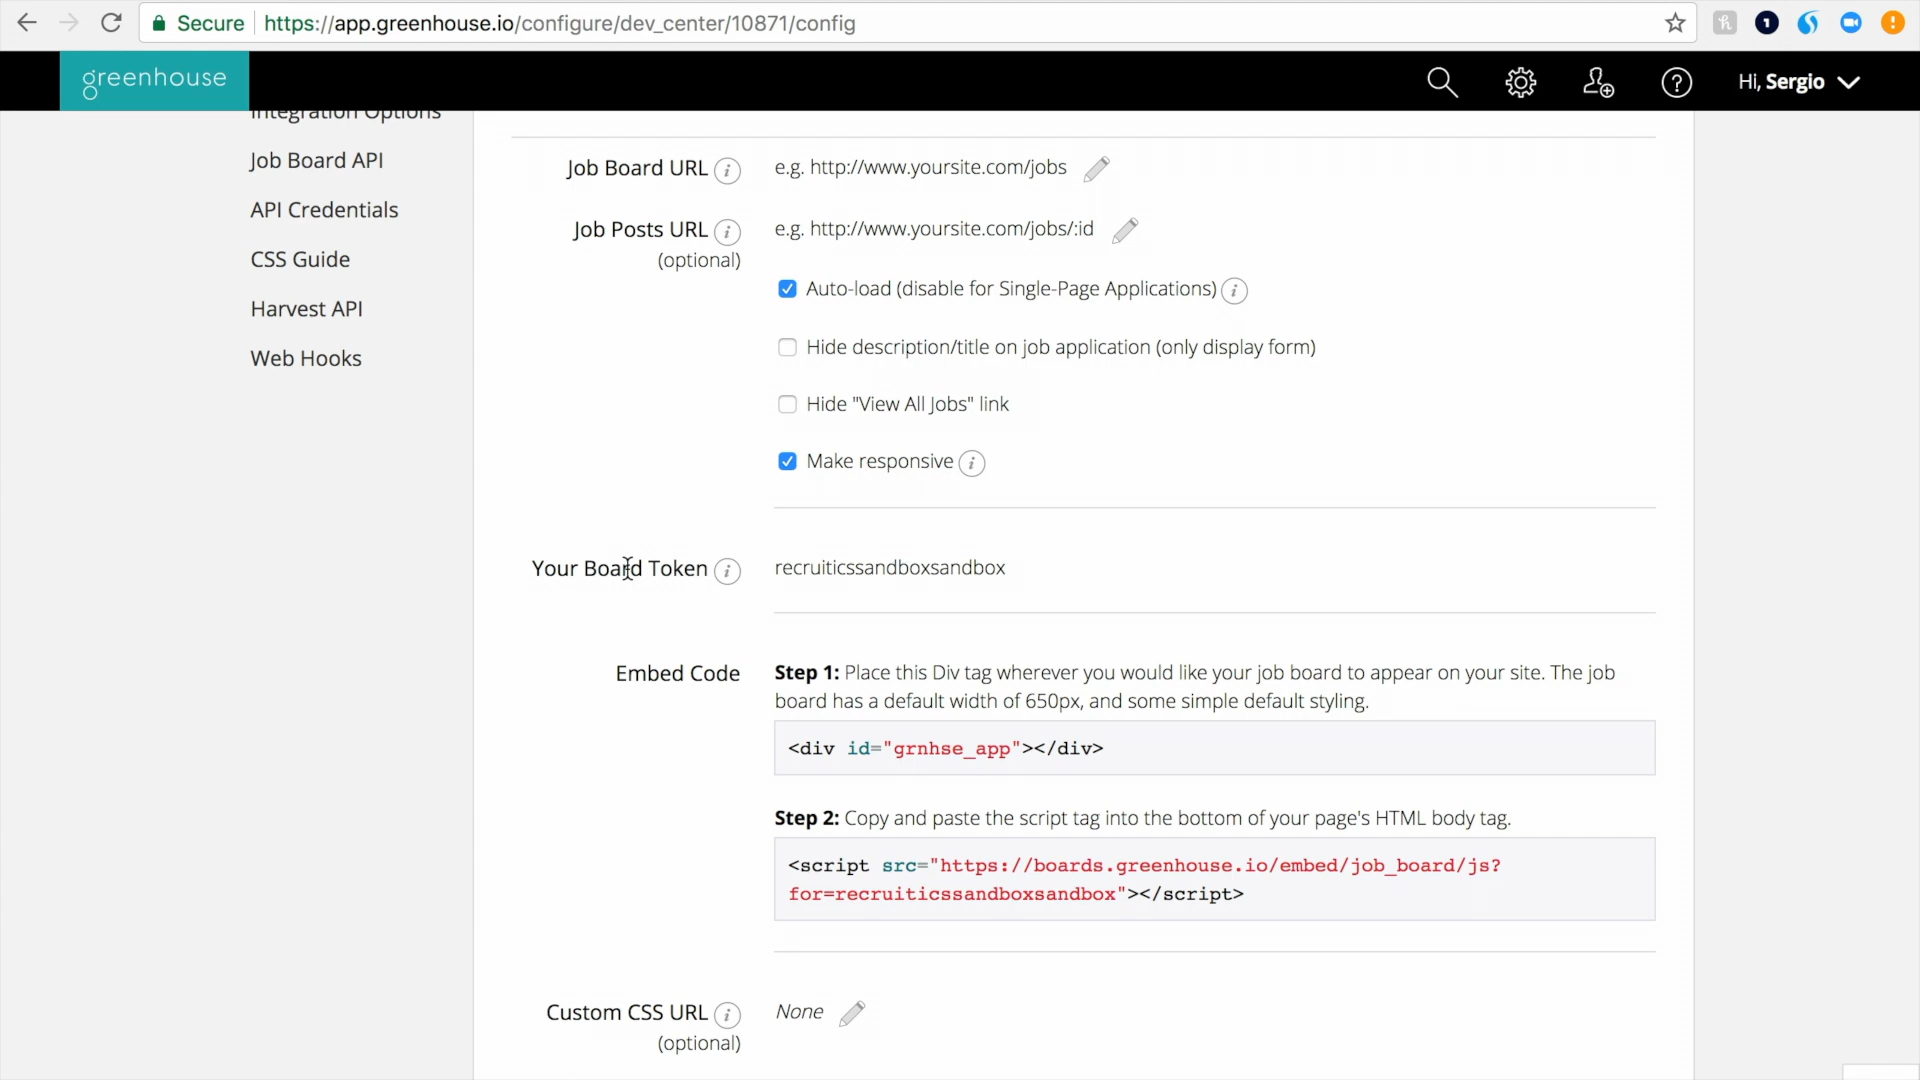 Secure https://app.greenhouse.io/configure/dev_center/10871/config
greenhouse
Hi, Sergio
Integration Options
Job Board API
API Credentials
CSS Guide
Harvest API
Web Hooks
Job Board URL i e.g. http://www.yoursite.com/jobs
Job Posts URL i e.g. http://www.yoursite.com/jobs/:id
(optional)
Auto-load (disable for Single-Page Applications) i
Hide description/title on job application (only display form)
Hide "View All Jobs" link
Make responsive i
Your Board Token i recruiticssandboxsandbox
Embed Code Step 1: Place this Div tag wherever you would like your job board to appear on your site. The job
board has a default width of 650px, and some simple default styling.
<div id="grnhse_app"></div>
Step 2: Copy and paste the script tag into the bottom of your page's HTML body tag.
<script src="https://boards.greenhouse.io/embed/job_board/js?
for=recruiticssandboxsandbox"></script>
Custom CSS URL i None
(optional)